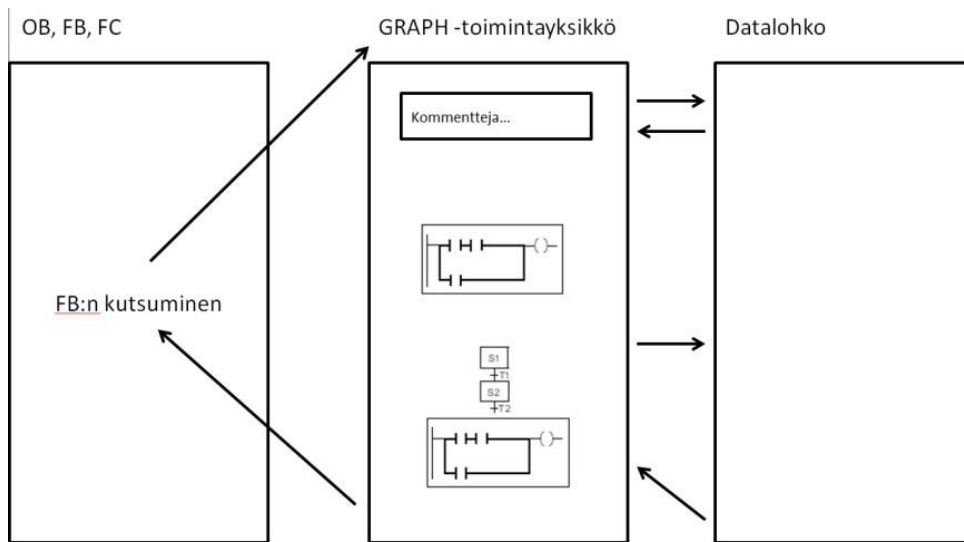 OB, FB, FC
GRAPH -toimintayksikkö
Datalohko
Kommentteja...
FB:n kutsuminen
S1
T1
S2
T2